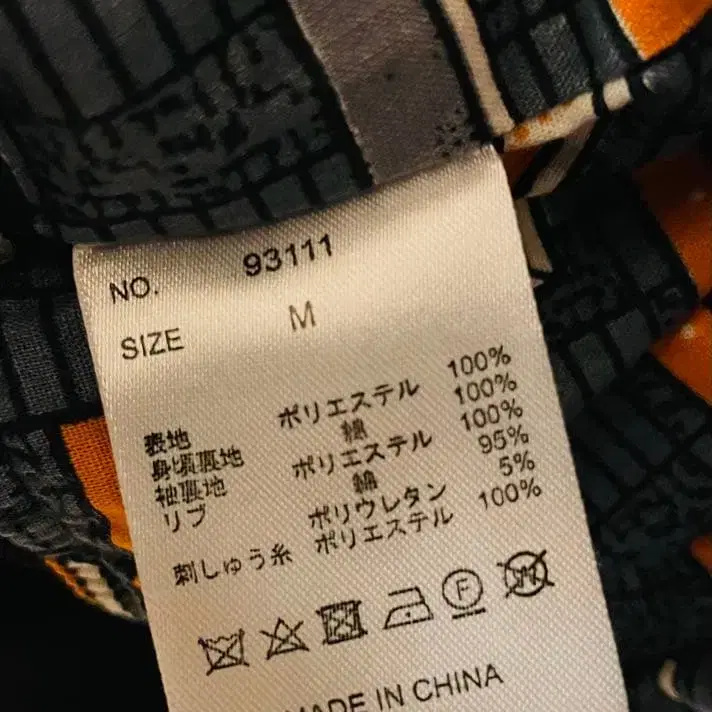 NO. 93111
SIZE M
表地 ポリエステル 100%
身頃裏地 綿 100%
袖裏地 ポリエステル 100%
リブ 綿 95%
ポリウレタン 5%
刺しゅう糸 ポリエステル 100%
F
W
MADE IN CHINA